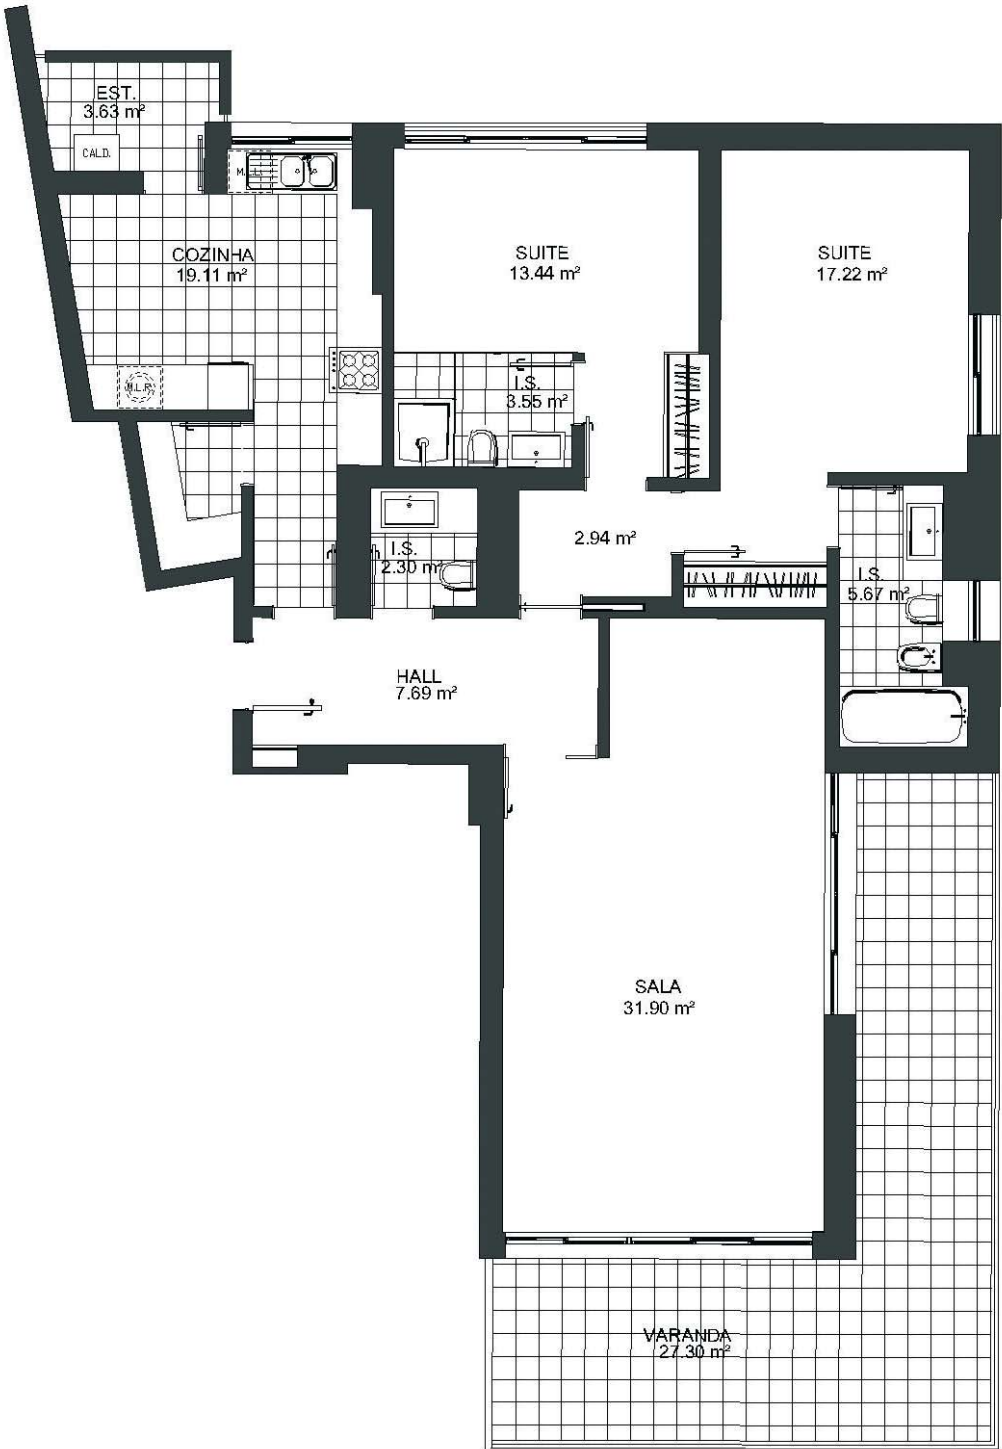 EST.
3.63 m²
CALD.
COZINHA
19.11 m²
SUITE
13.44 m²
SUITE
17.22 m²
M.L.R.
I.S.
3.55 m²
2.94 m²
I.S.
2.30 m²
I.S.
5.67 m²
HALL
7.69 m²
SALA
31.90 m²
VARANDA
27.30 m²